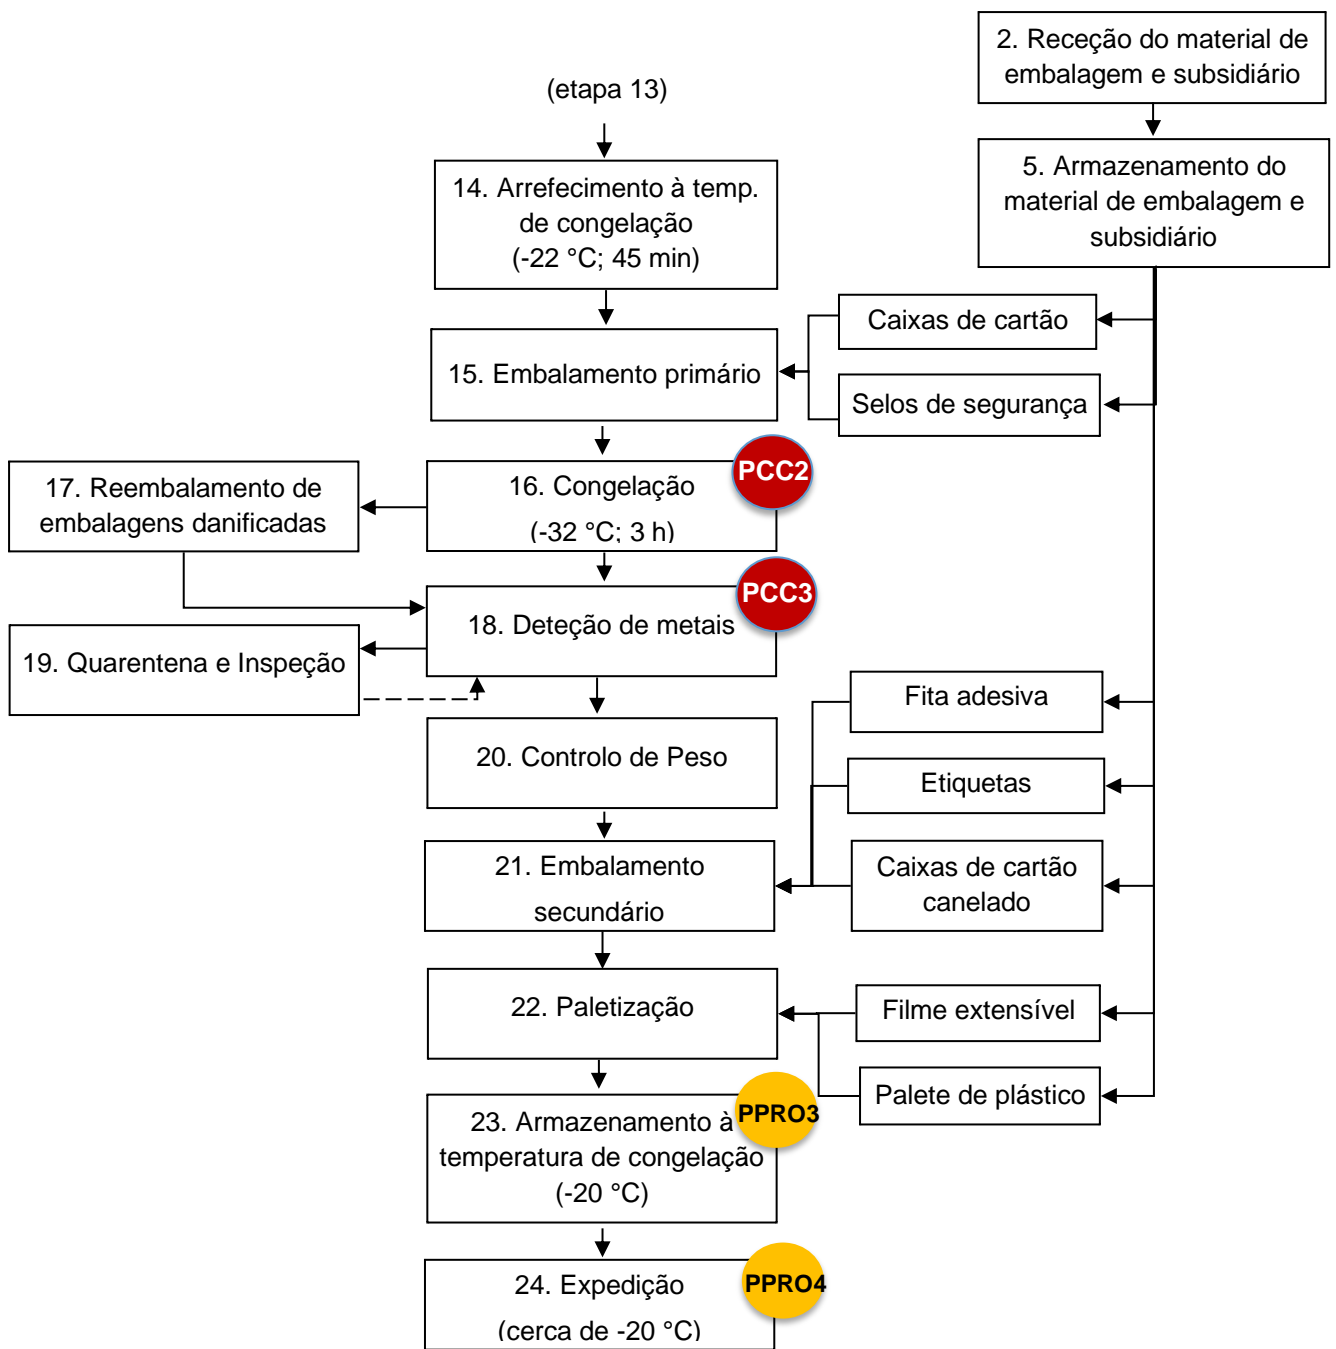 2. Receção do material de
embalagem e subsidiário
(etapa 13)
5. Armazenamento do
material de embalagem e
subsidiário
14. Arrefecimento à temp.
de congelação
(-22 °C; 45 min)
Caixas de cartão
15. Embalamento primário
Selos de segurança
PCC2
16. Congelação
(-32 °C; 3 h)
17. Reembalamento de
embalagens danificadas
PCC3
18. Deteção de metais
19. Quarentena e Inspeção
Fita adesiva
20. Controlo de Peso
Etiquetas
21. Embalamento
secundário
Caixas de cartão
canelado
22. Paletização
Filme extensível
Palete de plástico
PPRO3
23. Armazenamento à
temperatura de congelação
(-20 °C)
PPRO4
24. Expedição
(cerca de -20 °C)